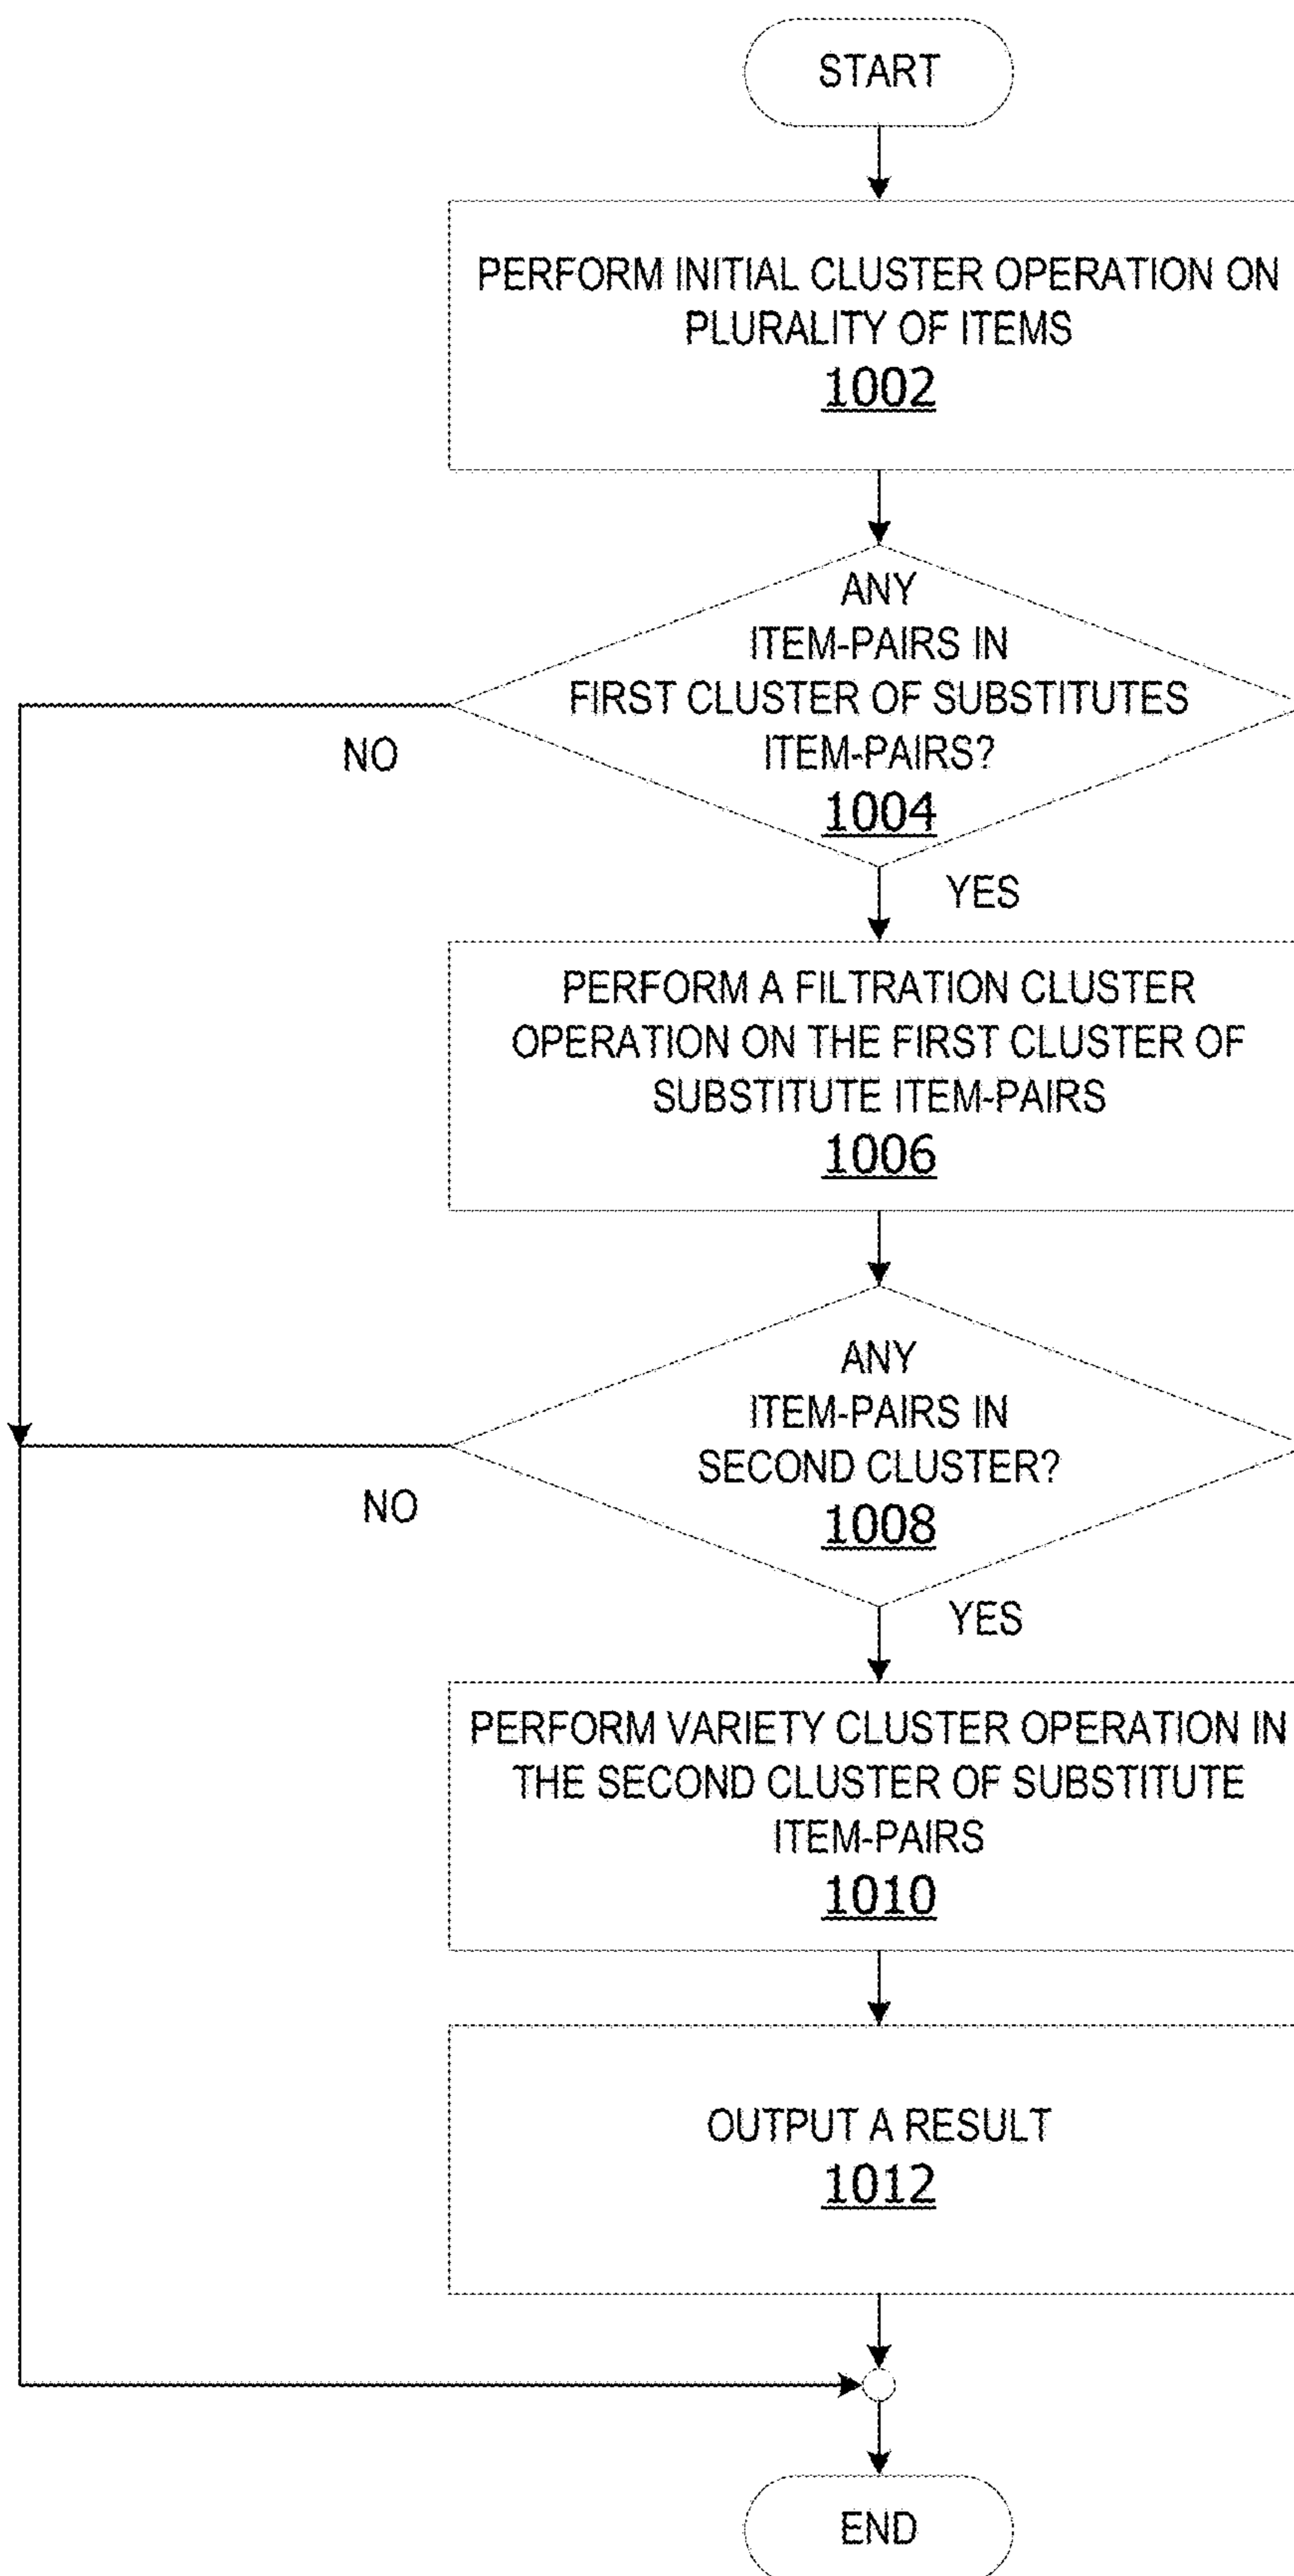 START
PERFORM INITIAL CLUSTER OPERATION ON
PLURALITY OF ITEMS
1002
ANY
ITEM-PAIRS IN
FIRST CLUSTER OF SUBSTITUTES
ITEM-PAIRS?
1004
NO
YES
PERFORM A FILTRATION CLUSTER
OPERATION ON THE FIRST CLUSTER OF
SUBSTITUTE ITEM-PAIRS
1006
ANY
ITEM-PAIRS IN
SECOND CLUSTER?
1008
NO
YES
PERFORM VARIETY CLUSTER OPERATION IN
THE SECOND CLUSTER OF SUBSTITUTE
ITEM-PAIRS
1010
OUTPUT A RESULT
1012
END